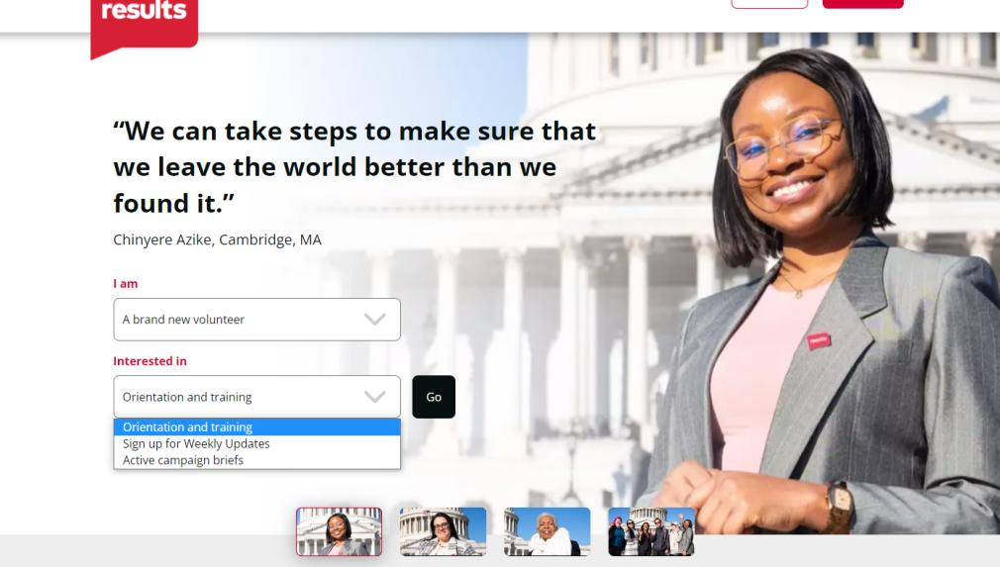 results
“We can take steps to make sure that
we leave the world better than we
found it.”
Chinyere Azike, Cambridge, MA
I am
A brand new volunteer
Interested in
Orientation and training
Go
Orientation and training
Sign up for Weekly Updates
Active campaign briefs
results